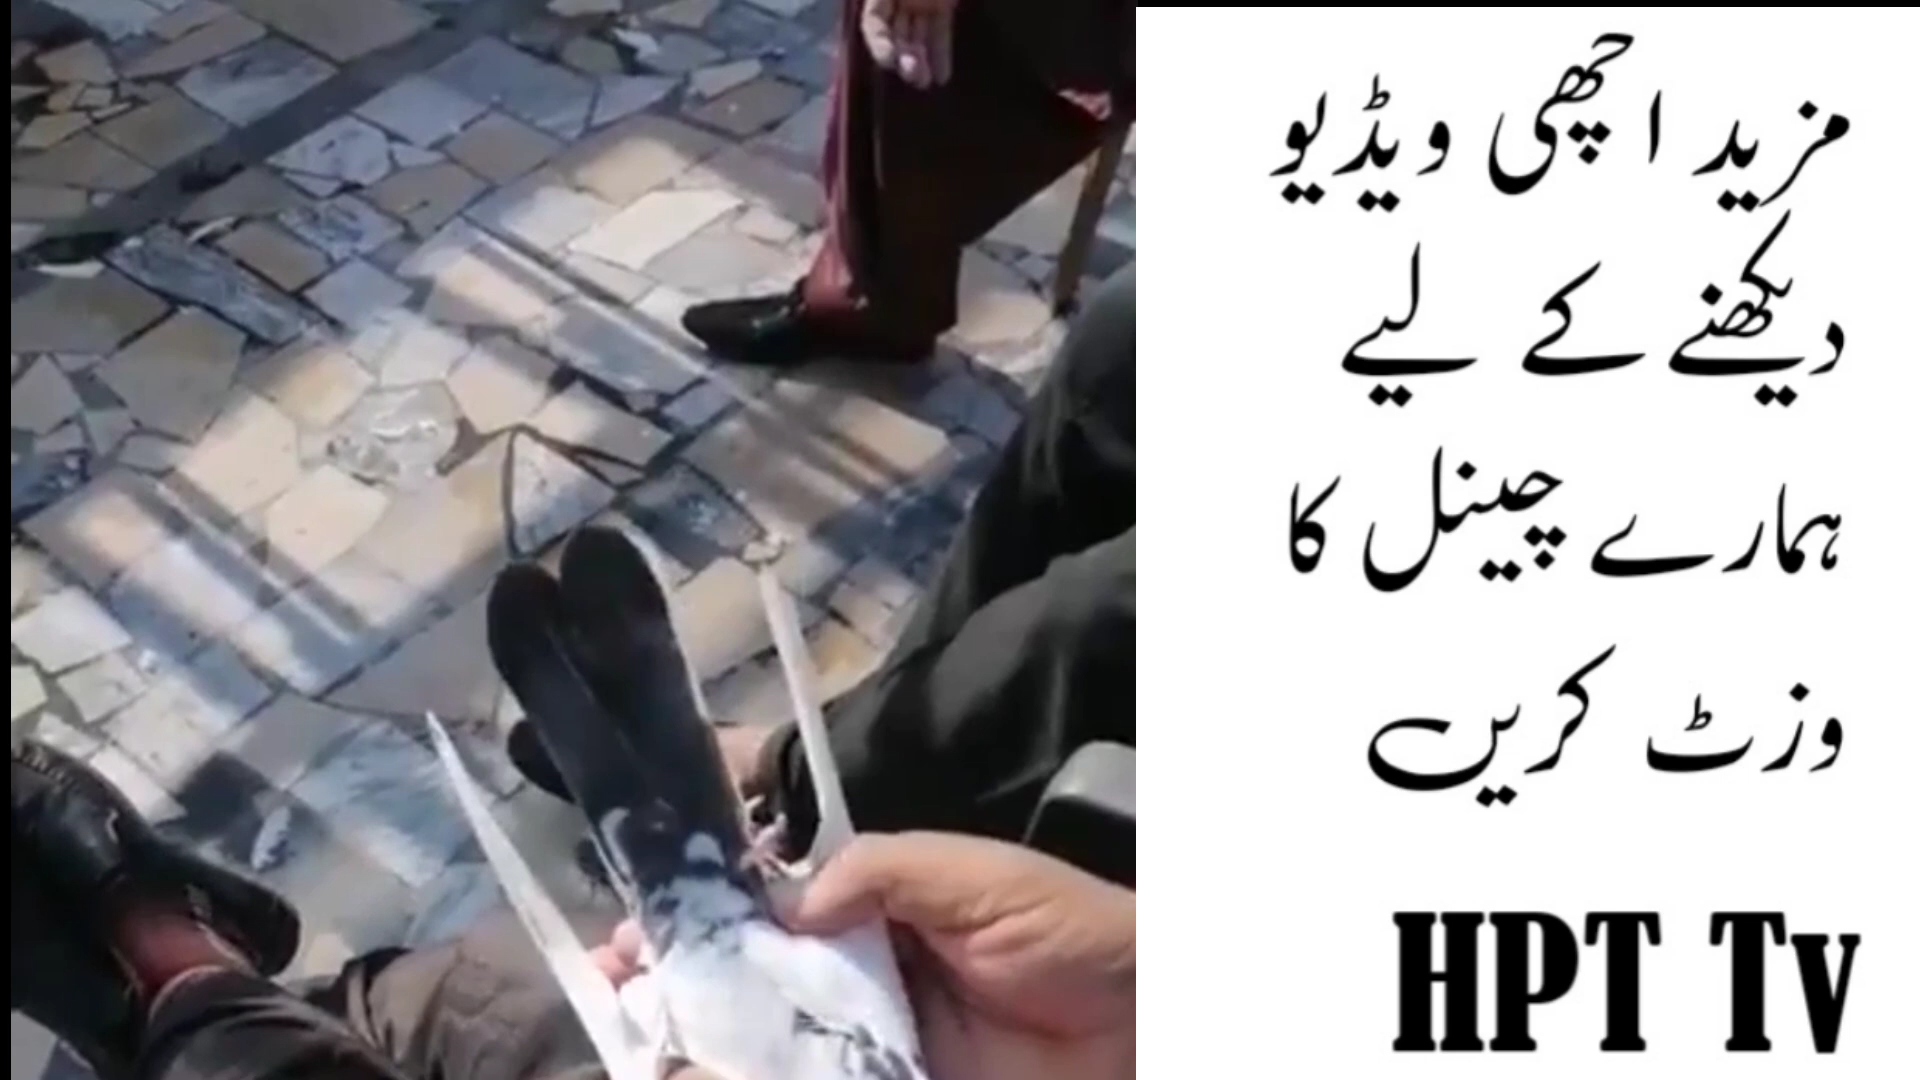 مزید اچھی ویڈیو
دیکھنے کے لیے
ہمارے چینل کا
وزٹ کریں
HPT Tv